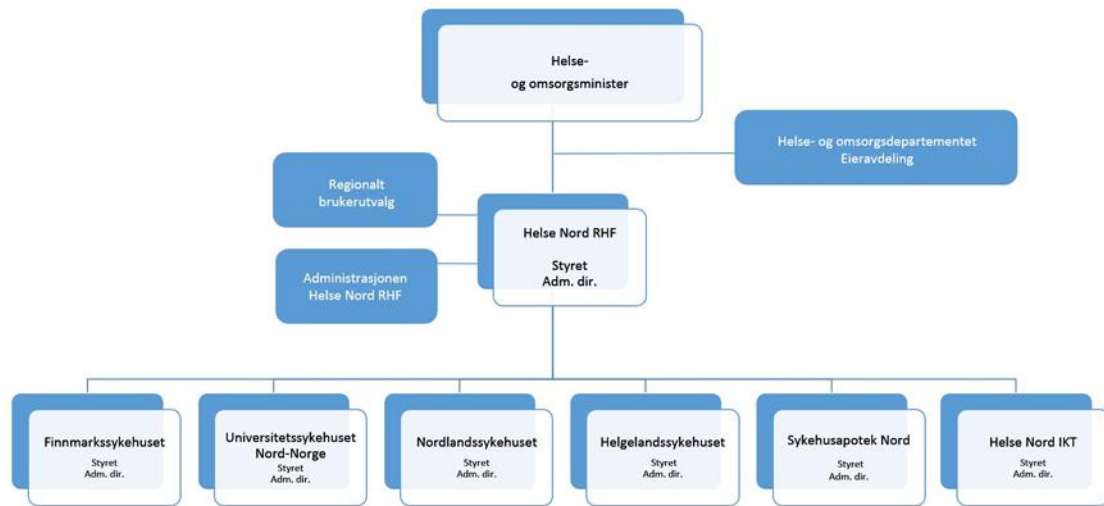 Helse-
og omsorgsminister
Helse- og omsorgsdepartementet
Eieravdeling
Regionalt
brukerutvalg
Helse Nord RHF
Styret
Adm. dir.
Administrasjonen
Helse Nord RHF
Finnmarkssykehuset
Styret
Adm. dir.
Universitetssykehuset
Nord-Norge
Styret
Adm. dir.
Nordlandssykehuset
Styret
Adm. dir.
Helgelandssykehuset
Styret
Adm. dir.
Sykehusapotek Nord
Styret
Adm. dir.
Helse Nord IKT
Styret
Adm. dir.